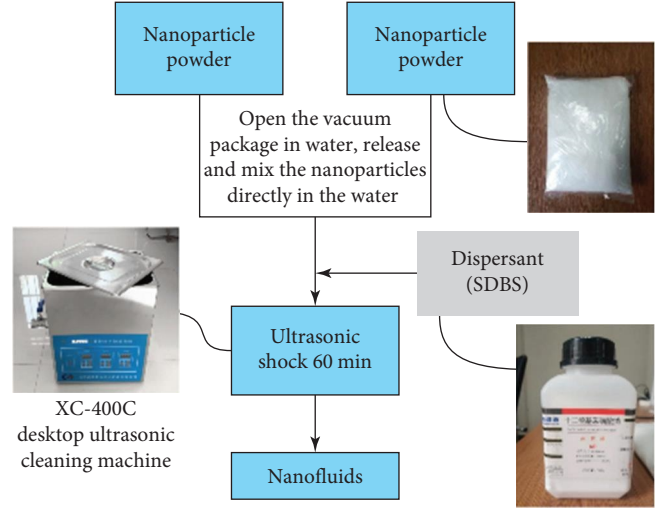 Nanoparticle
powder
Nanoparticle
powder
Open the vacuum
package in water, release
and mix the nanoparticles
directly in the water
Dispersant
(SDBS)
Ultrasonic
shock 60 min
XC-400C
desktop ultrasonic
cleaning machine
Nanofluids